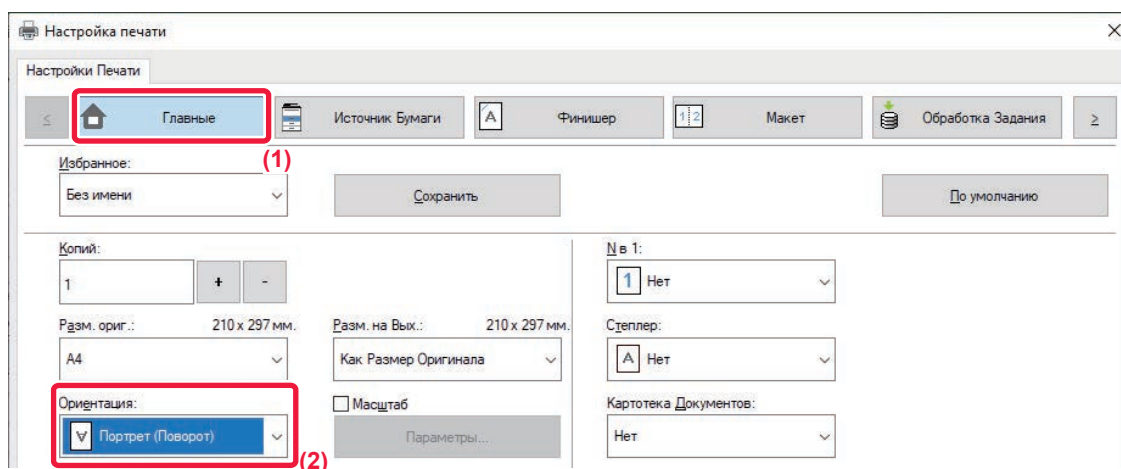 Настройка печати
Настройки Печати
< Главные Источник Бумаги A Финишер 1 2 Макет Обработка Задания >
(1)
Избранное:
Без имени Сохранить По умолчанию
Копий: N в 1:
1 + - 1 Нет
Разм. ориг.: 210 x 297 мм. Разм. на Вых.: 210 x 297 мм. Степлер:
A4 Как Размер Оригинала A Нет
Ориентация: Масштаб Картотека Документов:
A Портрет (Поворот) Параметры... Нет
(2)